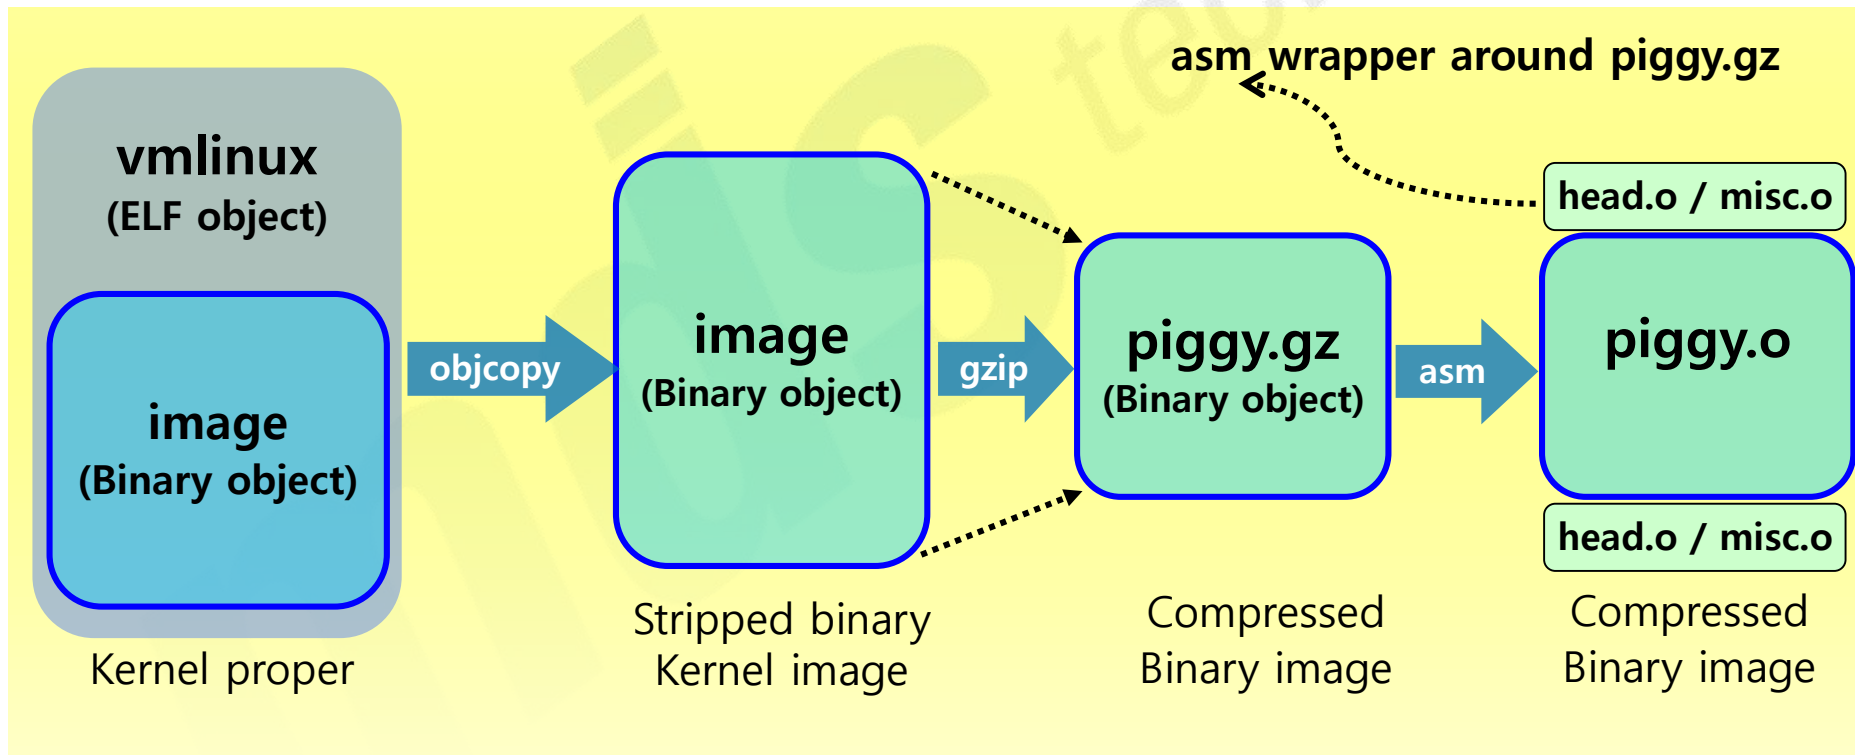 asm wrapper around piggy.gz
vmlinux
(ELF object)
image
(Binary object)
Kernel proper
objcopy
image
(Binary object)
Stripped binary
Kernel image
gzip
piggy.gz
(Binary object)
Compressed
Binary image
asm
head.o / misc.o
piggy.o
head.o / misc.o
Compressed
Binary image